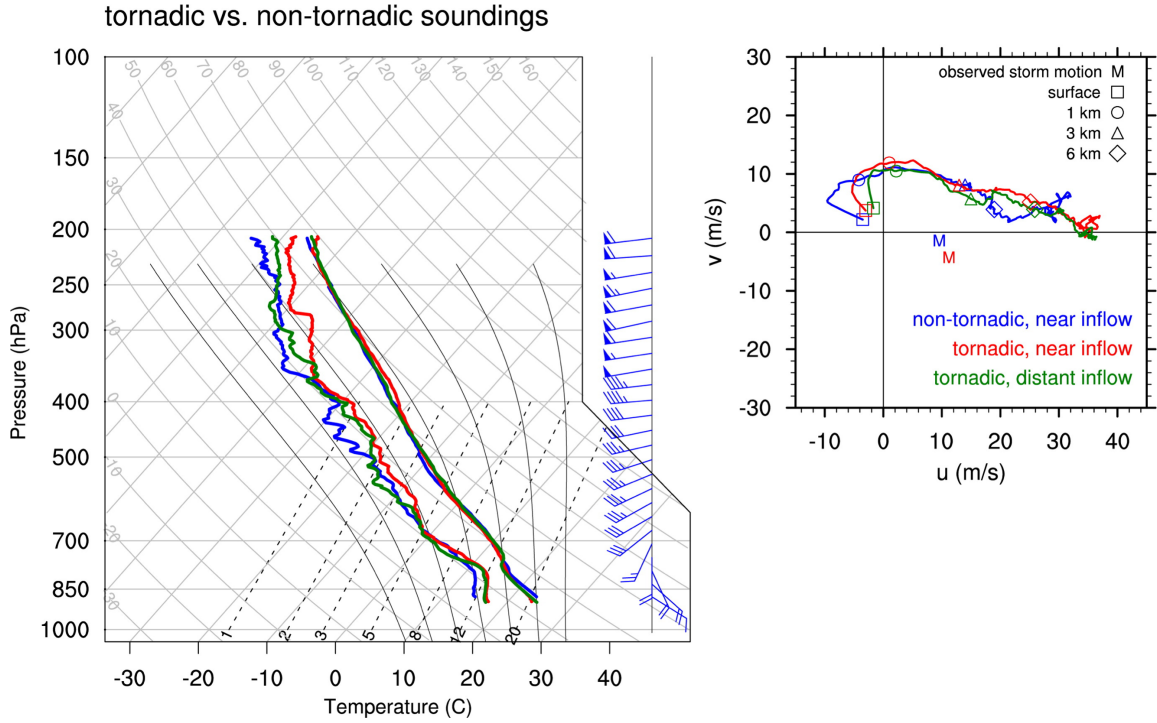 tornadic vs. non-tornadic soundings
100
150
200
250
300
400
500
700
850
1000
Pressure (hPa)
50 60 70 80 90 100 110 120 130 140 150 160
40
30
20
10
0
-10
-20
-30
1 2 3 5 8 12 20
-30 -20 -10 0 10 20 30 40
Temperature (C)
30
20
10
0
-10
-20
-30
v (m/s)
observed storm motion M
surface
1 km
3 km
6 km
M
M
non-tornadic, near inflow
tornadic, near inflow
tornadic, distant inflow
-10 0 10 20 30 40
u (m/s)